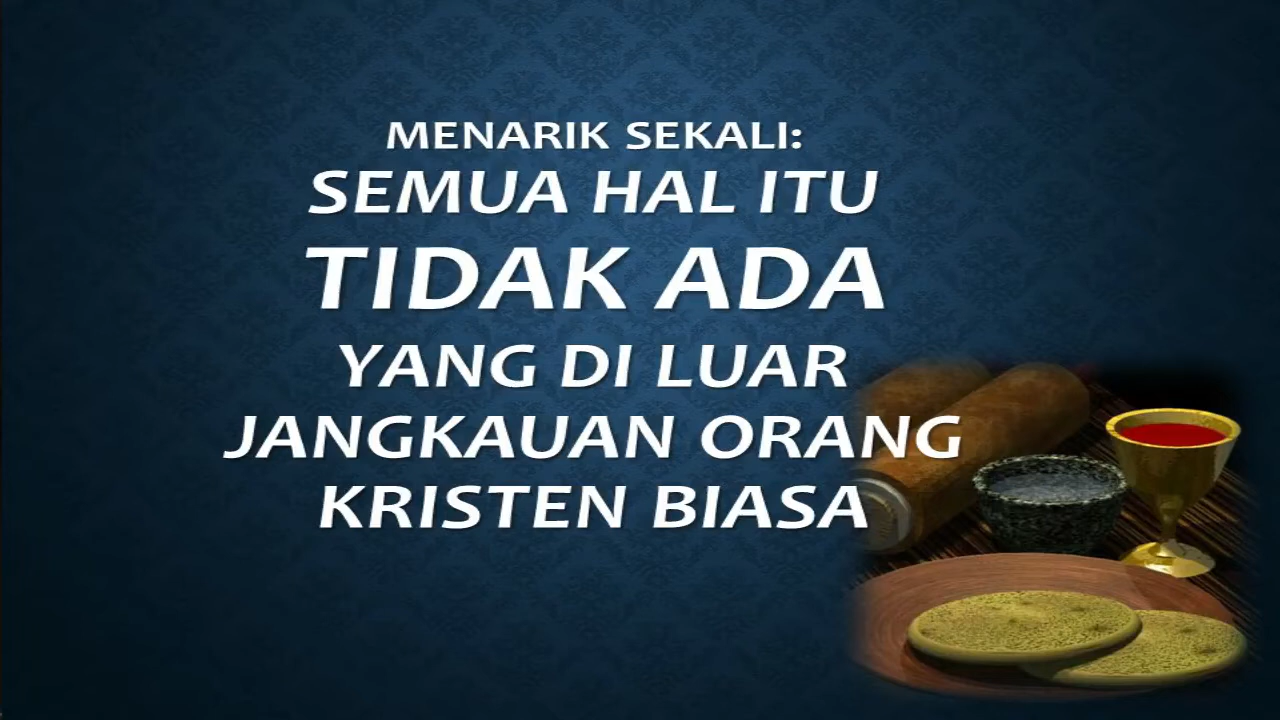 MENARIK SEKALI:
SEMUA HAL ITU
TIDAK ADA
YANG DI LUAR
JANGKAUAN ORANG
KRISTEN BIASA